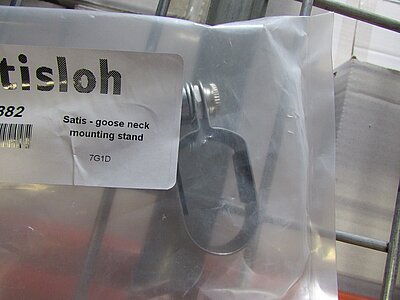 tisloh
382
Satis - goose neck
mounting stand
7G1D